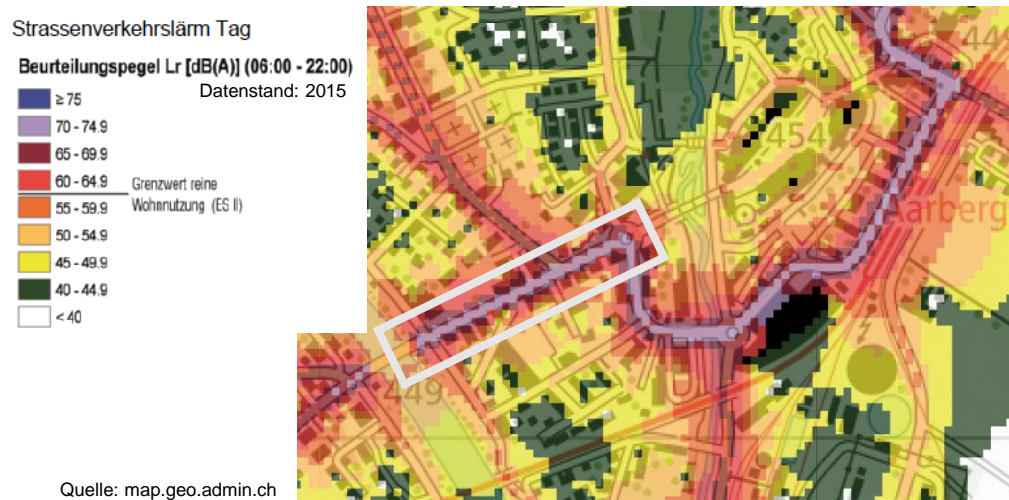 Strassenverkehrslärm Tag
Beurteilungspegel Lr [dB(A)] (06:00 - 22:00)
Datenstand: 2015
≥ 75
70 - 74.9
65 - 69.9
60 - 64.9
Grenzwert reine
Wohnnutzung (ES II)
55 - 59.9
50 - 54.9
45 - 49.9
40 - 44.9
< 40
454
Aarberg
449
Quelle: map.geo.admin.ch